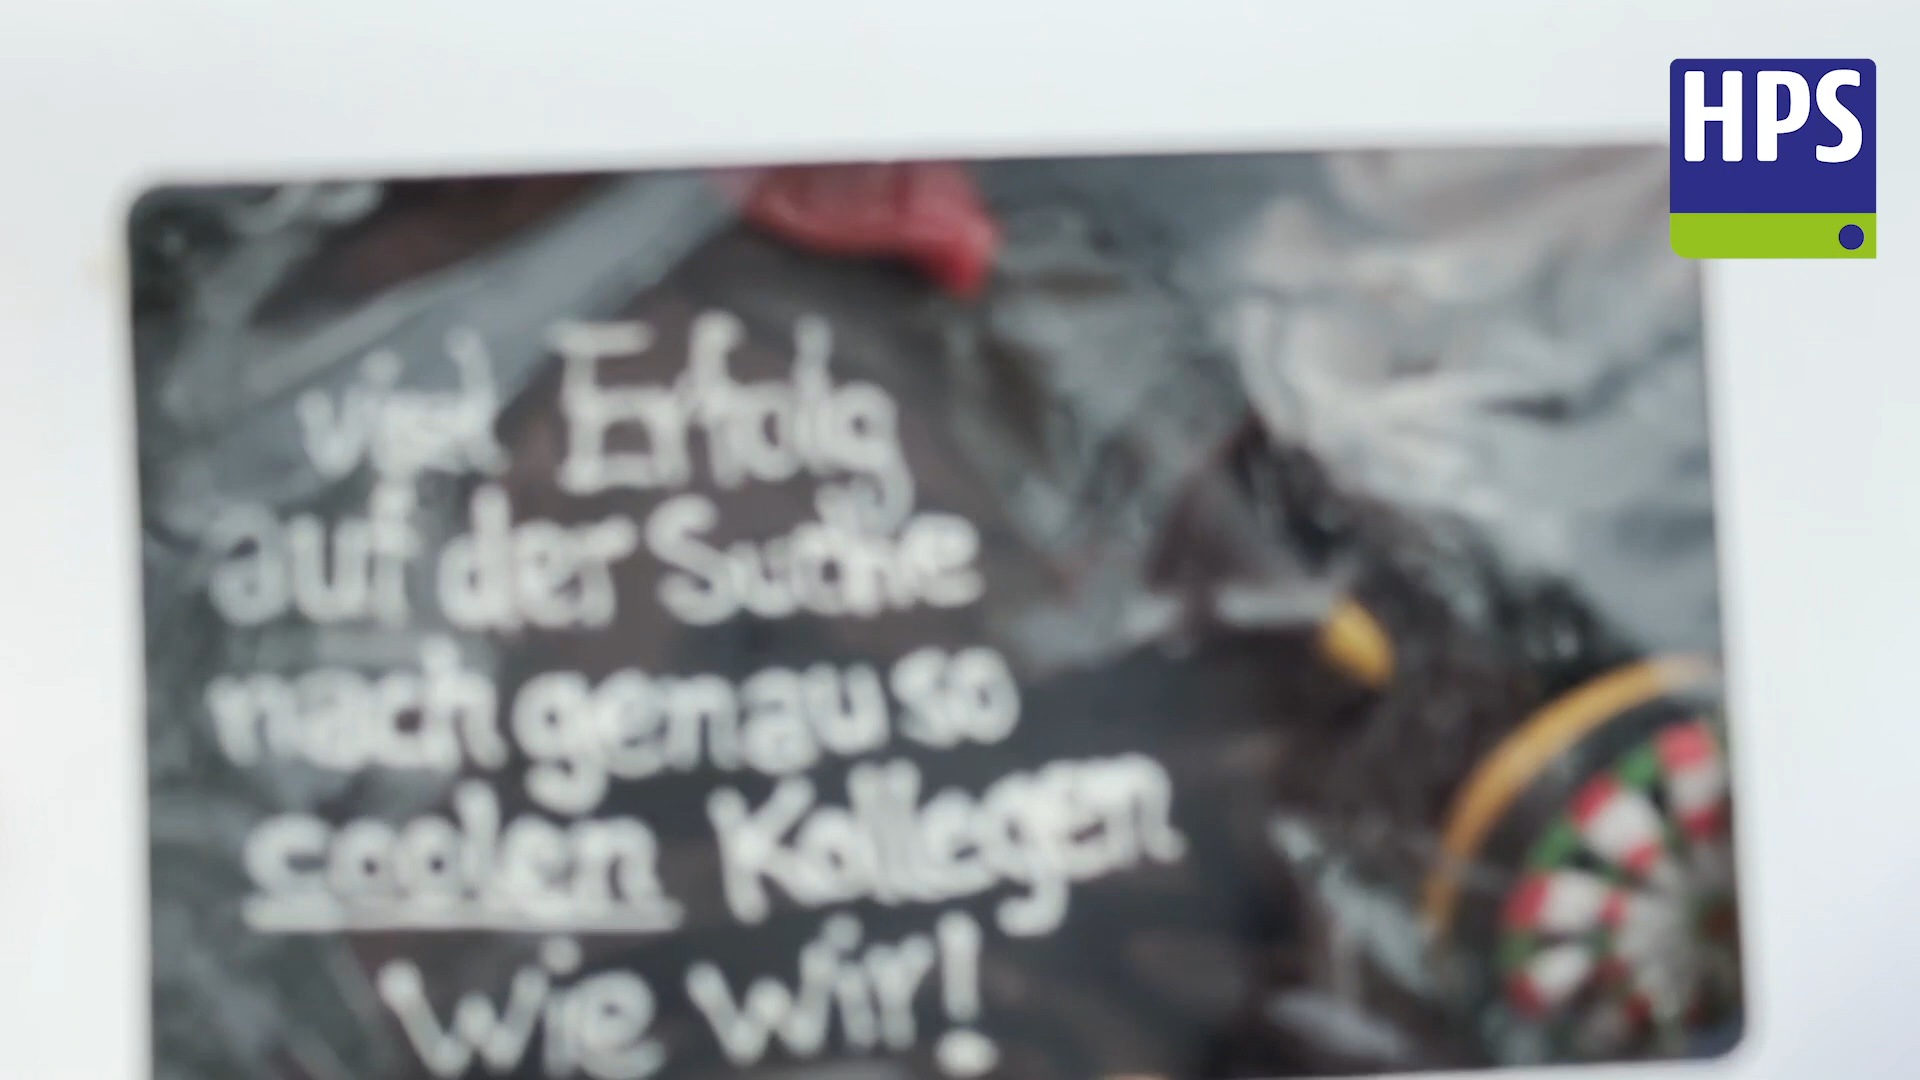 HPS
viel Erfolg
auf der Suche
nach genau so
coolen Kollegen
wie wir!